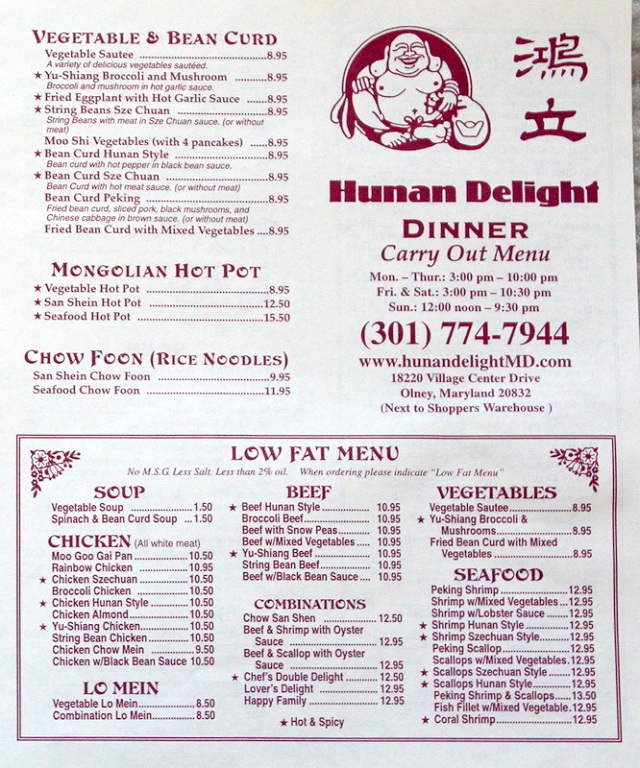 VEGETABLE & BEAN CURD
Vegetable Sautee ........ 8.95
A variety of delicious vegetables sautéed.
★ Yu-Shiang Broccoli and Mushroom ........ 8.95
Broccoli and mushroom in hot garlic sauce.
★ Fried Eggplant with Hot Garlic Sauce ........ 8.95
★ String Beans Sze Chuan ........ 8.95
String Beans with meat in Sze Chuan sauce. (or without
meat)
Moo Shi Vegetables (with 4 pancakes) ...... 8.95
★ Bean Curd Hunan Style ........ 8.95
Bean curd with hot pepper in black bean sauce.
★ Bean Curd Sze Chuan ........ 8.95
Bean Curd with hot meat sauce. (or without meat)
Bean Curd Peking ........ 8.95
Fried bean curd, sliced pork, black mushrooms, and
Chinese cabbage in brown sauce. (or without meat)
Fried Bean Curd with Mixed Vegetables .... 8.95
MONGOLIAN HOT POT
★ Vegetable Hot Pot ........ 8.95
★ San Shein Hot Pot ........ 12.50
★ Seafood Hot Pot ........ 15.50
CHOW FOON (RICE NOODLES)
San Shein Chow Foon ........ 9.95
Seafood Chow Foon ........ 11.95
鴻
立
Hunan Delight
DINNER
Carry Out Menu
Mon. – Thur.: 3:00 pm – 10:00 pm
Fri. & Sat.: 3:00 pm – 10:30 pm
Sun.: 12:00 noon – 9:30 pm
(301) 774-7944
www.hunandelightMD.com
18220 Village Center Drive
Olney, Maryland 20832
(Next to Shoppers Warehouse )
LOW FAT MENU
No M.S.G. Less Salt. Less than 2% oil. When ordering please indicate "Low Fat Menu"
SOUP
Vegetable Soup ........ 1.50
Spinach & Bean Curd Soup ... 1.50
CHICKEN (All white meat)
Moo Goo Gai Pan ........ 10.50
Rainbow Chicken ........ 10.95
★ Chicken Szechuan ........ 10.50
Broccoli Chicken ........ 10.50
★ Chicken Hunan Style ........ 10.50
Chicken Almond ........ 10.50
★ Yu-Shiang Chicken ........ 10.50
String Bean Chicken ........ 10.50
Chicken Chow Mein ........ 9.50
Chicken w/Black Bean Sauce 10.50
LO MEIN
Vegetable Lo Mein ........ 8.50
Combination Lo Mein ........ 8.50
BEEF
★ Beef Hunan Style ........ 10.95
Broccoli Beef ........ 10.95
Beef with Snow Peas ........ 10.95
Beef w/Mixed Vegetables ..... 10.95
★ Yu-Shiang Beef ........ 10.95
String Bean Beef ........ 10.95
Beef w/Black Bean Sauce .... 10.95
COMBINATIONS
Chow San Shen ........ 12.50
Beef & Shrimp with Oyster
Sauce ........ 12.95
Beef & Scallop with Oyster
Sauce ........ 12.95
★ Chef's Double Delight ........ 12.50
Lover's Delight ........ 12.95
Happy Family ........ 12.95
★ Hot & Spicy
VEGETABLES
Vegetable Sautee ........ 8.95
★ Yu-Shiang Broccoli &
Mushrooms ........ 8.95
Fried Bean Curd with Mixed
Vegetables ........ 8.95
SEAFOOD
Peking Shrimp ........ 12.95
Shrimp w/Mixed Vegetables ... 12.95
Shrimp w/Lobster Sauce ........ 12.95
★ Shrimp Hunan Style ........ 12.95
★ Shrimp Szechuan Style ........ 12.95
Peking Scallop ........ 12.95
Scallops w/Mixed Vegetables . 12.95
★ Scallops Szechuan Style ........ 12.95
★ Scallops Hunan Style ........ 12.95
Peking Shrimp & Scallops ...... 13.50
Fish Fillet w/Mixed Vegetable . 12.95
★ Coral Shrimp ........ 12.95